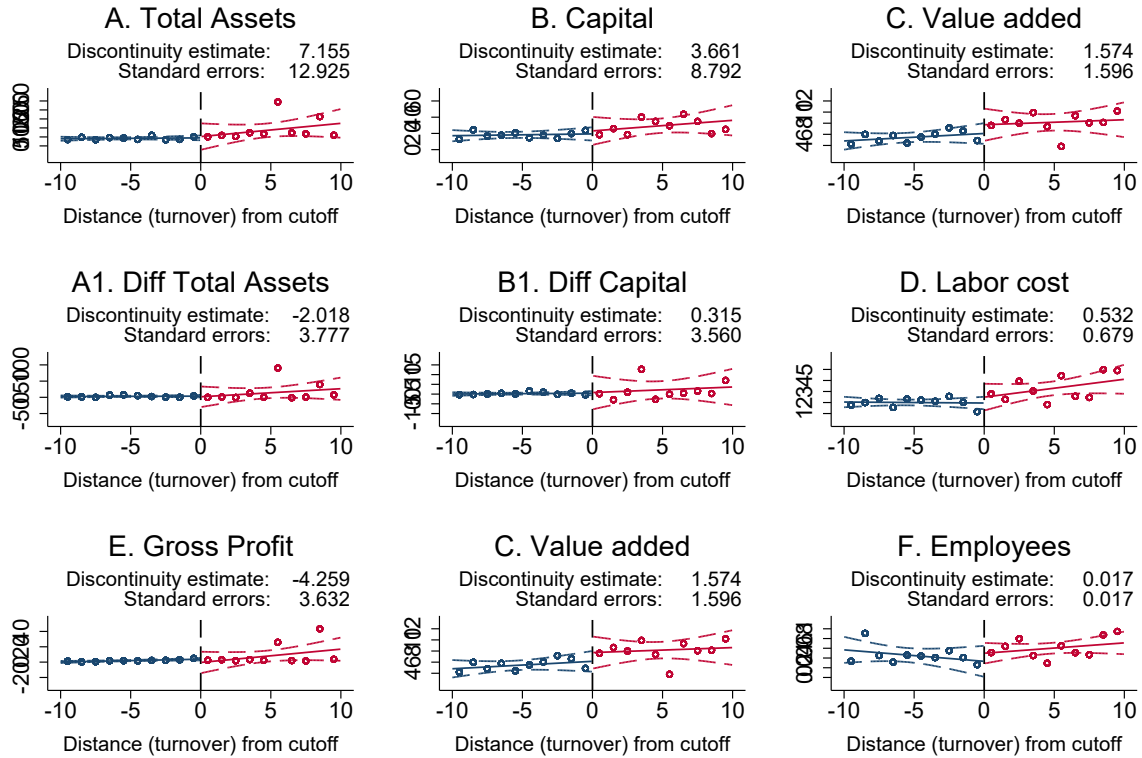 A. Total Assets
Discontinuity estimate: 7.155
Standard errors: 12.925
-10 -5 0 5 10
Distance (turnover) from cutoff
B. Capital
Discontinuity estimate: 3.661
Standard errors: 8.792
-10 -5 0 5 10
Distance (turnover) from cutoff
C. Value added
Discontinuity estimate: 1.574
Standard errors: 1.596
-10 -5 0 5 10
Distance (turnover) from cutoff
A1. Diff Total Assets
Discontinuity estimate: -2.018
Standard errors: 3.777
-10 -5 0 5 10
Distance (turnover) from cutoff
B1. Diff Capital
Discontinuity estimate: 0.315
Standard errors: 3.560
-10 -5 0 5 10
Distance (turnover) from cutoff
D. Labor cost
Discontinuity estimate: 0.532
Standard errors: 0.679
12345
-10 -5 0 5 10
Distance (turnover) from cutoff
E. Gross Profit
Discontinuity estimate: -4.259
Standard errors: 3.632
-10 -5 0 5 10
Distance (turnover) from cutoff
C. Value added
Discontinuity estimate: 1.574
Standard errors: 1.596
-10 -5 0 5 10
Distance (turnover) from cutoff
F. Employees
Discontinuity estimate: 0.017
Standard errors: 0.017
-10 -5 0 5 10
Distance (turnover) from cutoff